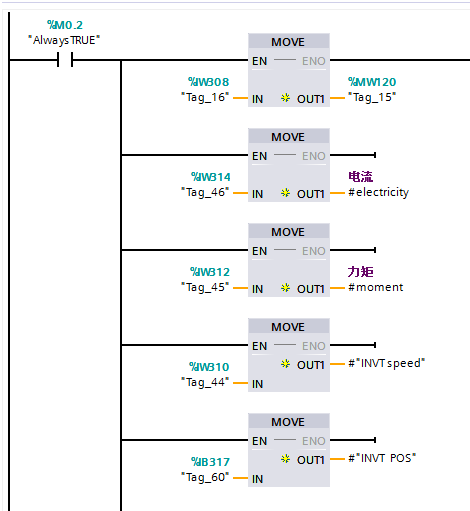 %M0.2
"AlwaysTRUE"
MOVE
EN ENO
%IW308 %MW120
"Tag_16" IN OUT1 "Tag_15"
MOVE
EN ENO
%IW314 电流
"Tag_46" IN OUT1 #electricity
MOVE
EN ENO
%IW312 力矩
"Tag_45" IN OUT1 #moment
MOVE
EN ENO
%IW310 OUT1 #"INVT speed"
"Tag_44" IN
MOVE
EN ENO
%IB317 OUT1 #"INVT POS"
"Tag_60" IN